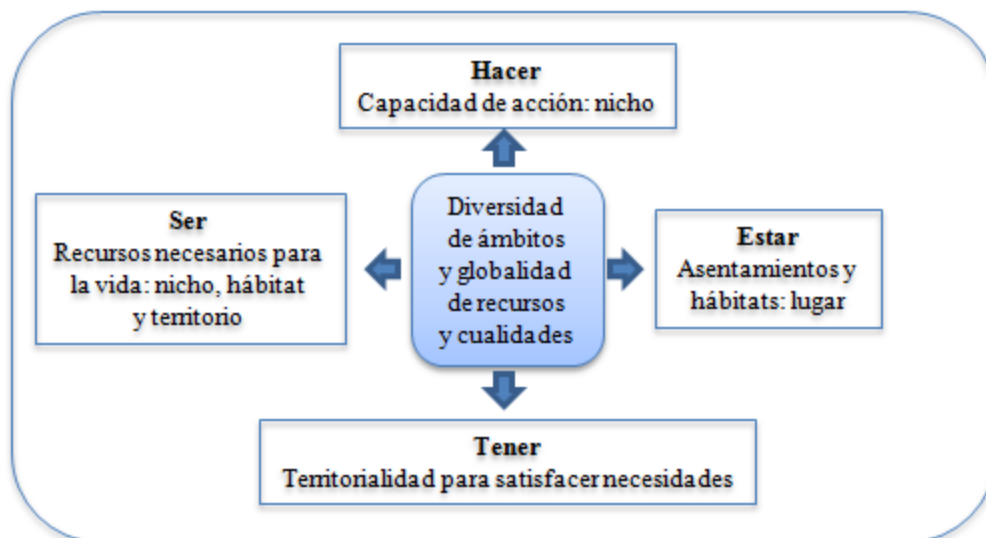 Hacer
Capacidad de acción: nicho
Ser
Recursos necesarios para
la vida: nicho, hábitat
y territorio
Diversidad
de ámbitos
y globalidad
de recursos
y cualidades
Estar
Asentamientos y
hábitats: lugar
Tener
Territorialidad para satisfacer necesidades